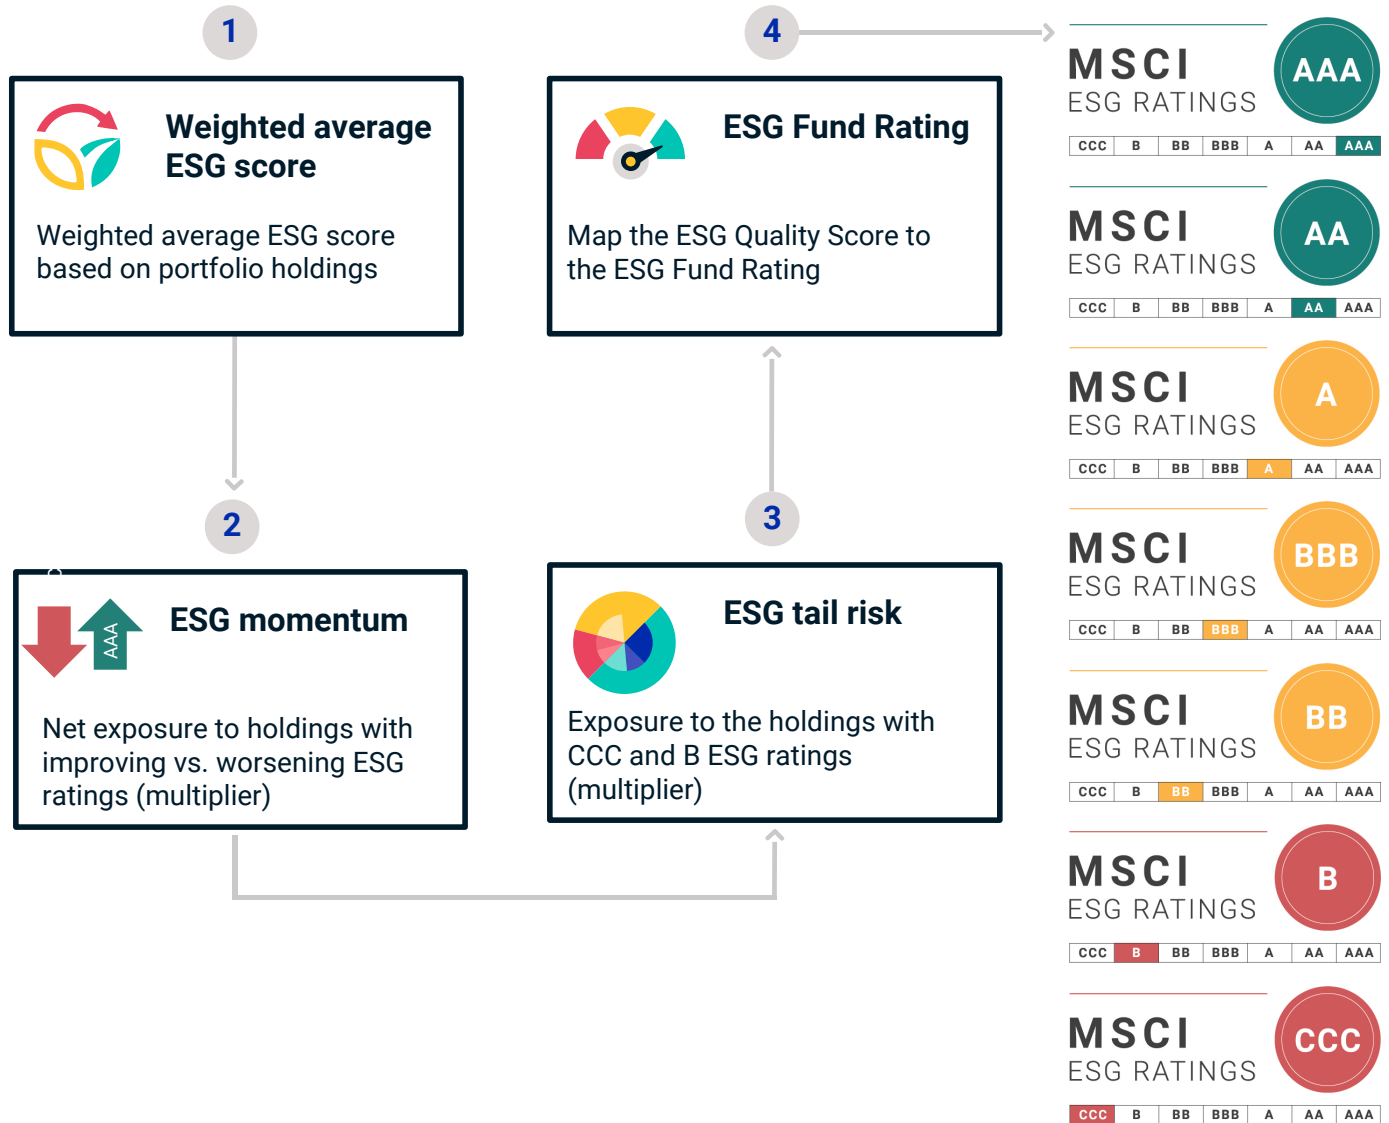 1
Weighted average
ESG score
Weighted average ESG score
based on portfolio holdings
2
AAA
ESG momentum
Net exposure to holdings with
improving vs. worsening ESG
ratings (multiplier)
3
ESG tail risk
Exposure to the holdings with
CCC and B ESG ratings
(multiplier)
4
ESG Fund Rating
Map the ESG Quality Score to
the ESG Fund Rating
MSCI
ESG RATINGS
AAA
CCC B BB BBB A AA AAA
MSCI
ESG RATINGS
AA
CCC B BB BBB A AA AAA
MSCI
ESG RATINGS
A
CCC B BB BBB A AA AAA
MSCI
ESG RATINGS
BBB
CCC B BB BBB A AA AAA
MSCI
ESG RATINGS
BB
CCC B BB BBB A AA AAA
MSCI
ESG RATINGS
B
CCC B BB BBB A AA AAA
MSCI
ESG RATINGS
CCC
CCC B BB BBB A AA AAA